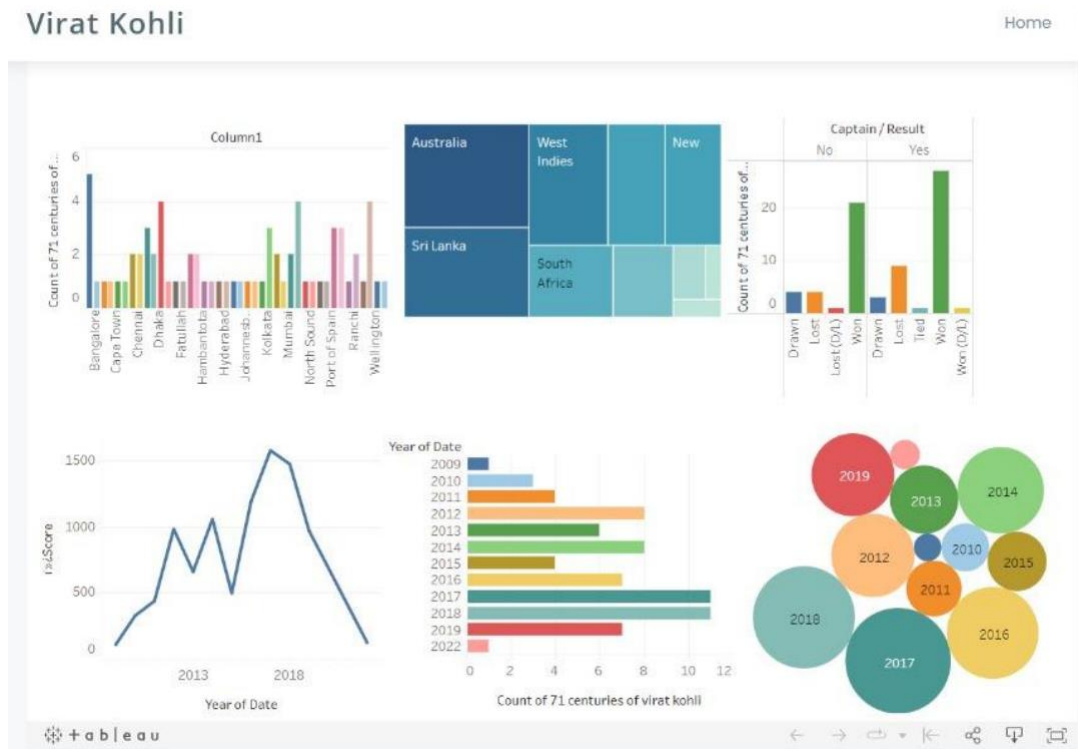 Virat Kohli
Home
Column1
Count of 71 centuries of ...
6
4
2
0
Bangalore
Cape Town
Chennai
Dhaka
Fatullah
Hambantota
Hyderabad
Johannesb..
Kolkata
Mumbai
North Sound
Port of Spain
Ranchi
Wellington
Australia
West
Indies
New
Sri Lanka
South
Africa
Captain / Result
No
Yes
Count of 71 centuries of...
20
10
0
Drawn
Lost
Lost (D/L)
Won
Drawn
Lost
Tied
Won
Won (D/L)
1500
1000
500
0
Score
2013
2018
Year of Date
Year of Date
2009
2010
2011
2012
2013
2014
2015
2016
2017
2018
2019
2022
0
2
4
6
8
10
12
Count of 71 centuries of virat kohli
2019
2013
2014
2012
2010
2015
2011
2018
2016
2017
+ a b | e a u